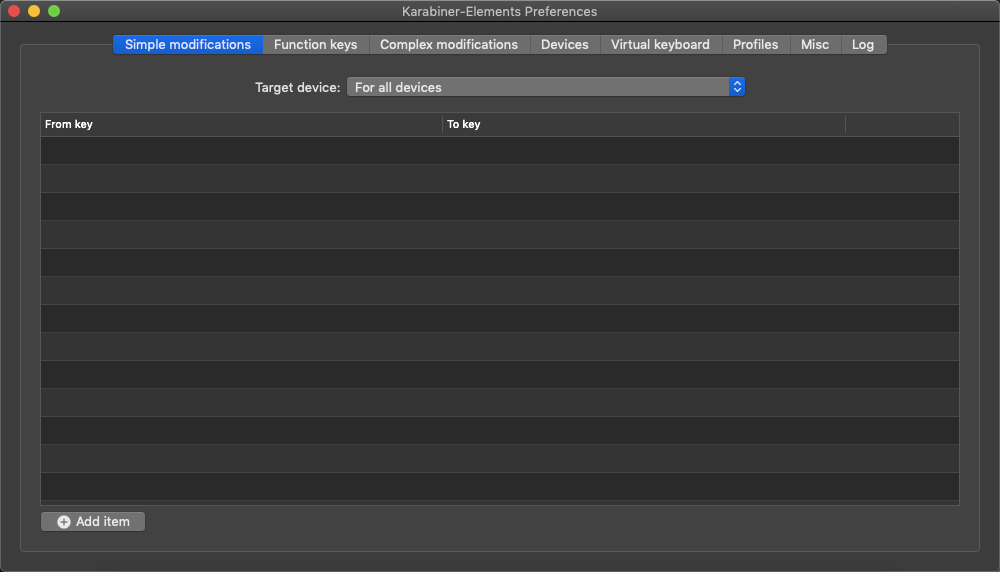 Karabiner-Elements Preferences
Simple modifications Function keys Complex modifications Devices Virtual keyboard Profiles Misc Log
Target device: For all devices
From key To key
Add item